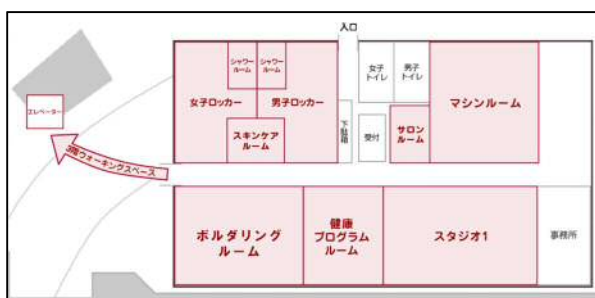 入口
シャワー
ルーム
シャワー
ルーム
女子
トイレ
男子
トイレ
女子ロッカー
男子ロッカー
マシンルーム
エレベーター
スキンケア
ルーム
下駄箱
受付
サロン
ルーム
3階ウォーキングスペース
ボルダリング
ルーム
健康
プログラム
ルーム
スタジオ1
事務所